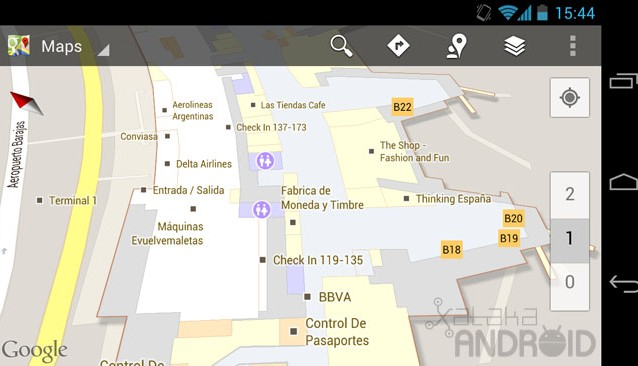 15:44
Maps
Aeropuerto Barajas
Aerolineas
Argentinas
Las Tiendas Cafe
B22
Check In 137-173
Conviasa
The Shop -
Fashion and Fun
Delta Airlines
Entrada / Salida
Fabrica de
Moneda y Timbre
Thinking España
2
Terminal 1
Máquinas
Evuelvemaletas
B20
B19
1
B18
Check In 119-135
0
BBVA
Control De
Pasaportes
Xataka
ANDROID
Google
Control De